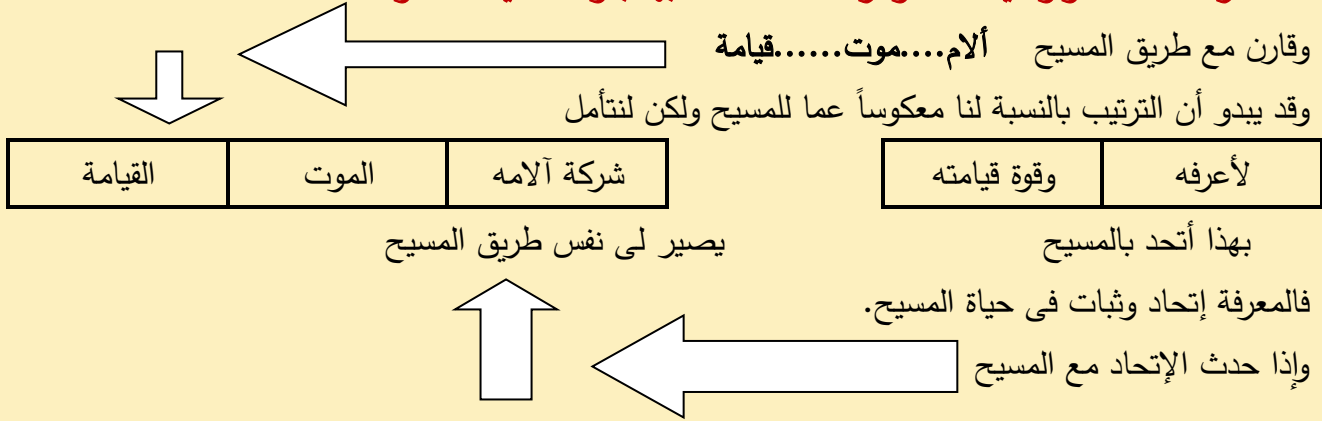 وقارن مع طريق المسيح ألام....موت......قيامة
وقد يبدو أن الترتيب بالنسبة لنا معكوساً عما للمسيح ولكن لنتأمل
لأعرفه وقوة قيامته شركة آلامه الموت القيامة
بهذا أتحد بالمسيح يصير لى نفس طريق المسيح
فالمعرفة إتحاد وثبات فى حياة المسيح.
وإذا حدث الإتحاد مع المسيح